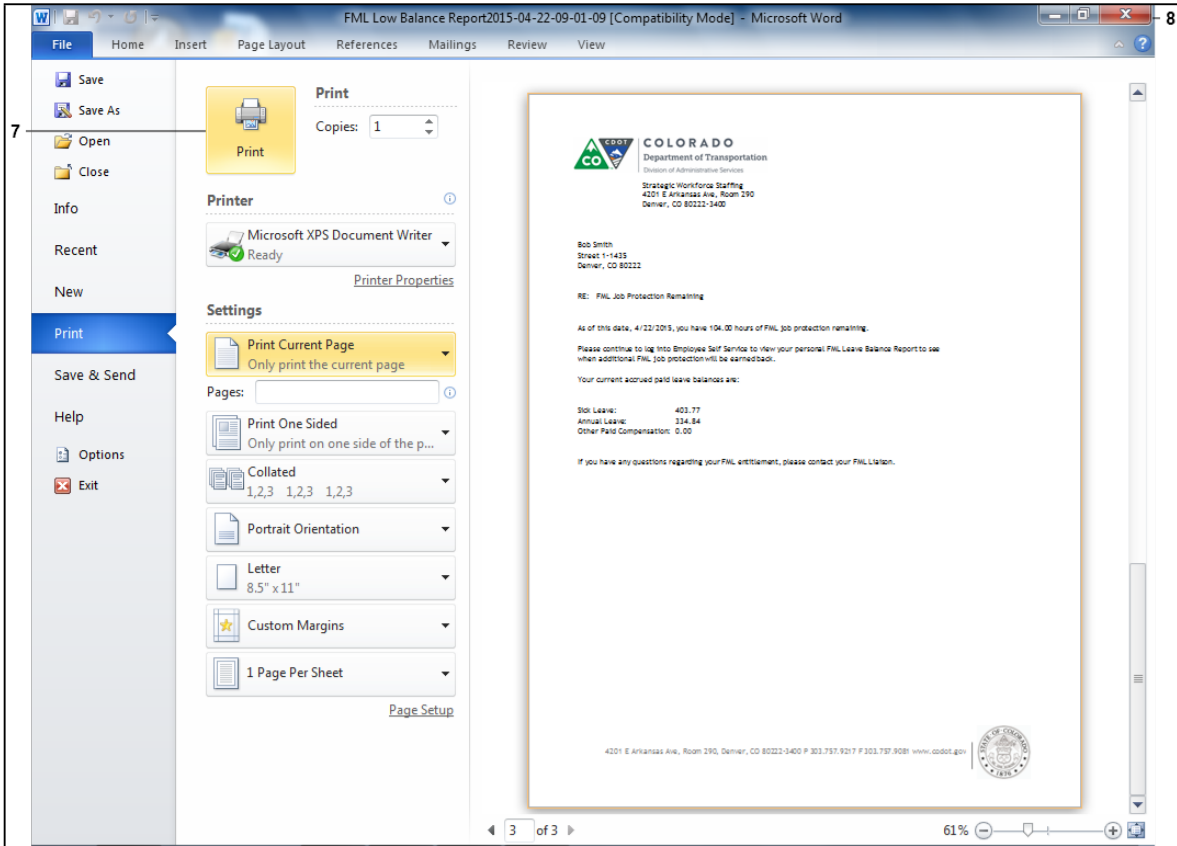 FML Low Balance Report2015-04-22-09-01-09 [Compatibility Mode] - Microsoft Word
8
File Home Insert Page Layout References Mailings Review View
Save
Save As
7
Open
Close
Info
Recent
New
Print
Save & Send
Help
Options
Exit
Print
Print
Copies: 1
Printer
Microsoft XPS Document Writer
Ready
Printer Properties
Settings
Print Current Page
Only print the current page
Pages:
Print One Sided
Only print on one side of the p...
Collated
1,2,3 1,2,3 1,2,3
Portrait Orientation
Letter
8.5" x 11"
Custom Margins
1 Page Per Sheet
Page Setup
CDOT
CO
COLORADO
Department of Transportation
Division of Administrative Services
Strategic Workforce Staffing
4201 E Arkansas Ave, Room 290
Denver, CO 80222-3400
Bob Smith
Street 1-1435
Denver, CO 80222
RE: FML Job Protection Remaining
As of this date, 4/22/2015, you have 104.00 hours of FML job protection remaining.
Please continue to log into Employee Self Service to view your personal FML Leave Balance Report to see
when additional FML job protection will be earned back.
Your current accrued paid leave balances are:
Sick Leave: 403.77
Annual Leave: 334.84
Other Paid Compensation: 0.00
If you have any questions regarding your FML entitlement, please contact your FML Liaison.
4201 E Arkansas Ave, Room 290, Denver, CO 80222-3400 P 303.757.9217 F 303.757.9081 www.codot.gov
STATE OF COLORADO
1876
3 of 3
61%